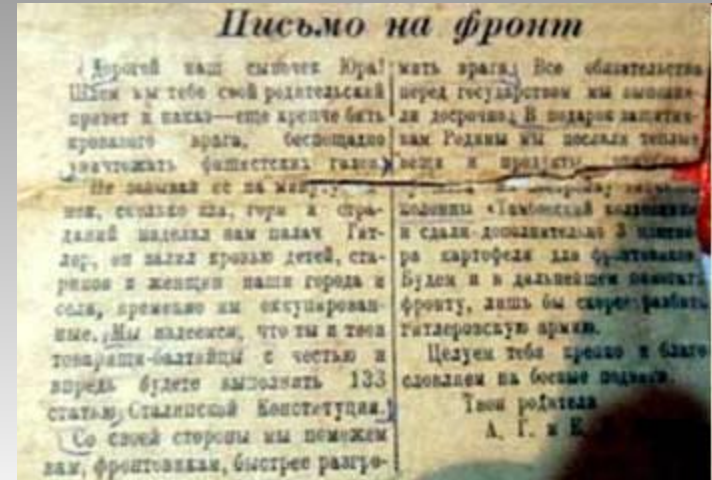 Письмо на фронт
Дорогой наш сыночек Юра!
Шлем мы тебе свой родительский
привет и наказ—еще крепче бить
кровавого врага, беспощадно
уничтожать фашистских гадов.
Не забывай ни на минуту,
нок, сколько зла, горя и стра-
даний наделал нам палач Гит-
лер, он залил кровью детей, ста-
риков и женщин наши города и
села, временно им оккупирован-
ные. Мы надеемся, что ты и твои
товарищи-балтийцы с честью и
впредь будете выполнять 133
статью Сталинской Конституции.
Со своей стороны мы поможем
вам, фронтовикам, быстрее разгро-
мить врага. Все обязательства
перед государством мы выполни-
ли досрочно. В подарок защитни-
кам Родины мы послали теплые
вещи и продукты,
колонны «Тамбовский колхозник»
и сдали дополнительно 3 центне-
ра картофеля для фронтовиков.
Будем и в дальнейшем помогать
фронту, лишь бы скорее разбить
гитлеровскую армию.
Целуем тебя крепко и благо-
словляем на боевые подвиги.
Твои родители
А. Г. и Е.